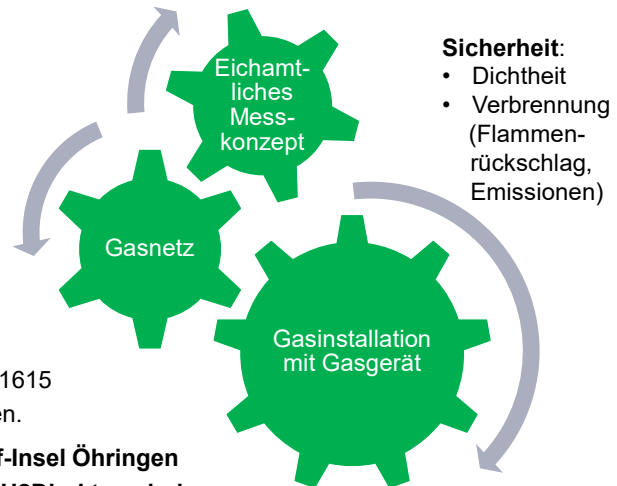 Eichamt-
liches
Mess-
konzept
Sicherheit:
• Dichtheit
• Verbrennung
(Flammen-
rückschlag,
Emissionen)
Gasnetz
Gasinstallation
mit Gasgerät
1615
en.
f-Insel Öhringen